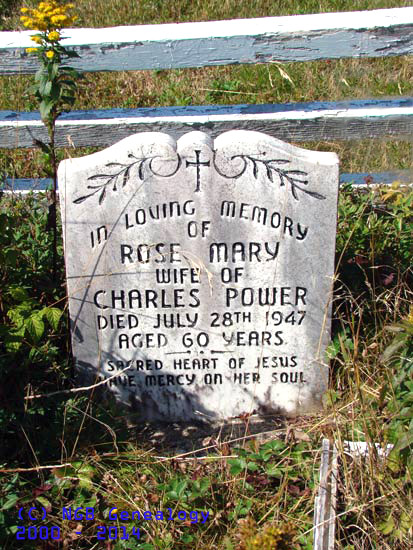 IN LOVING MEMORY
OF
ROSE MARY
WIFE OF
CHARLES POWER
DIED JULY 28TH 1947
AGED 60 YEARS
SACRED HEART OF JESUS
HAVE MERCY ON HER SOUL
(C) NGB Genealogy
2000 - 2014